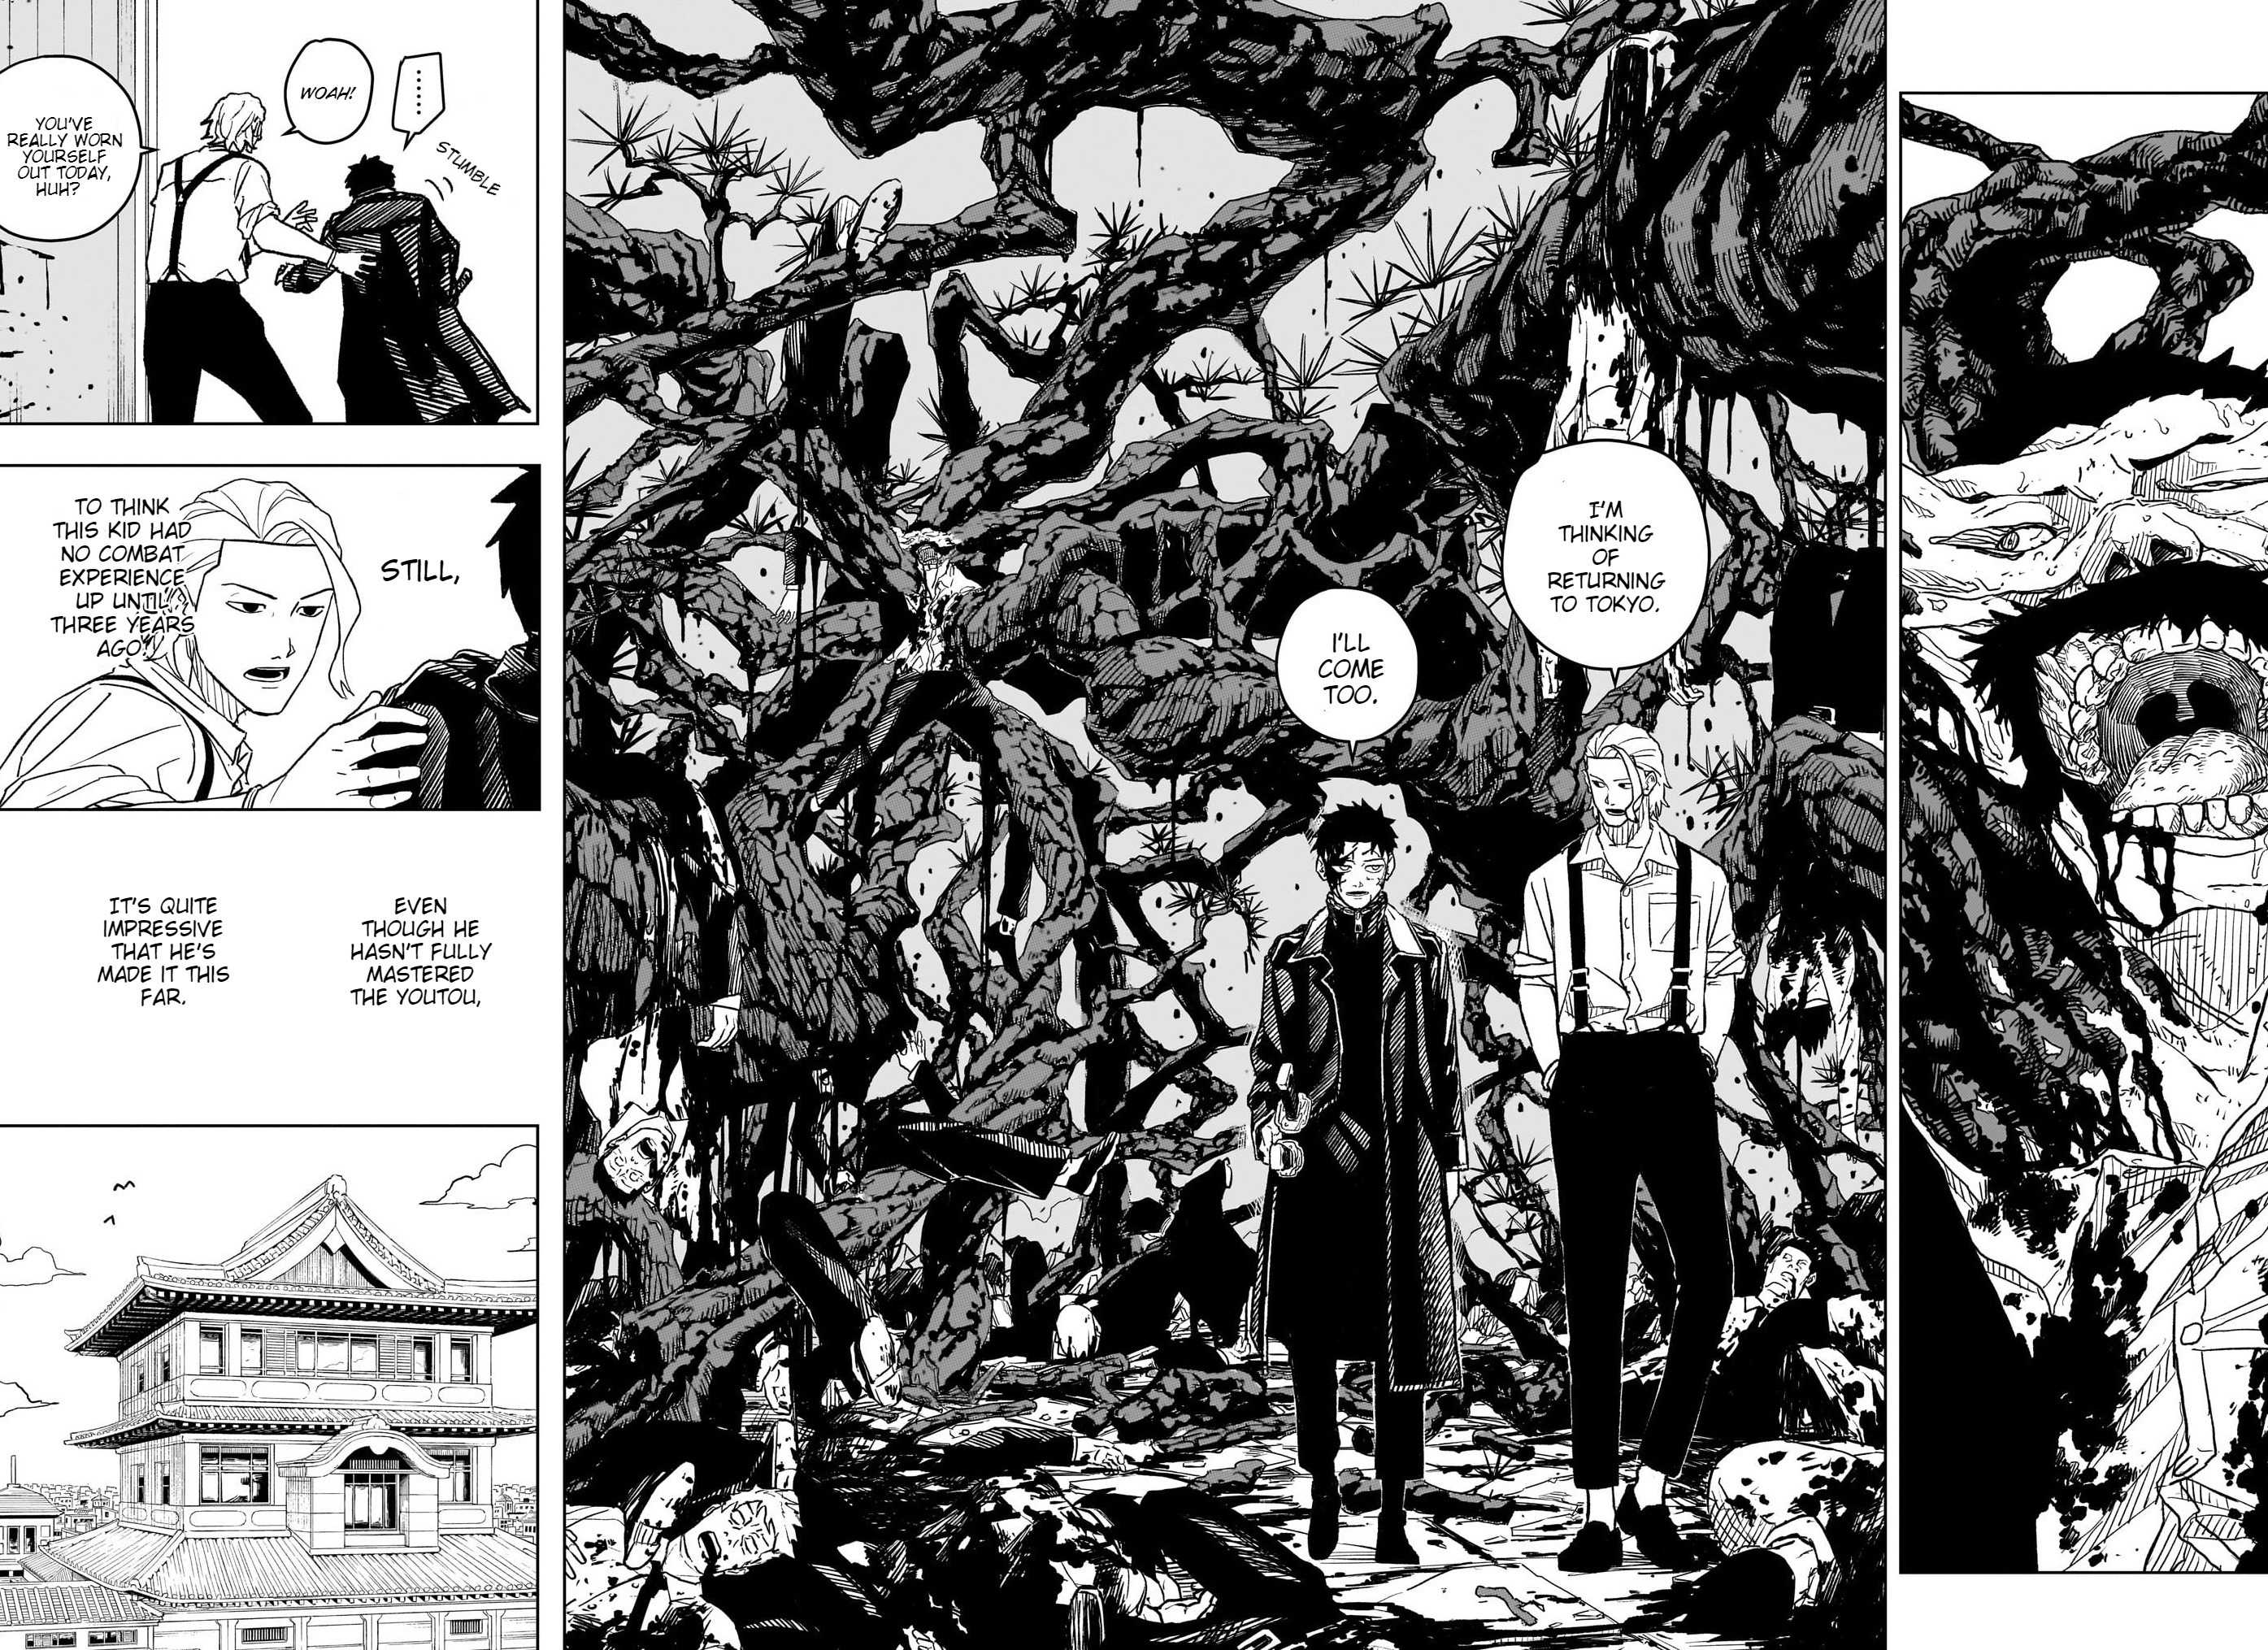 I'M
THINKING
OF
RETURNING
TO TOKYO.
I'LL
COME
TOO.
........
STUMBLE
WOAH!
YOU'VE
REALLY WORN
YOURSELF
OUT TODAY,
HUH?
STILL,
TO THINK
THIS KID HAD
NO COMBAT
EXPERIENCE
UP UNTIL
THREE YEARS
AGO.
EVEN
THOUGH HE
HASN'T FULLY
MASTERED
THE YOUTOU,
IT'S QUITE
IMPRESSIVE
THAT HE'S
MADE IT THIS
FAR.